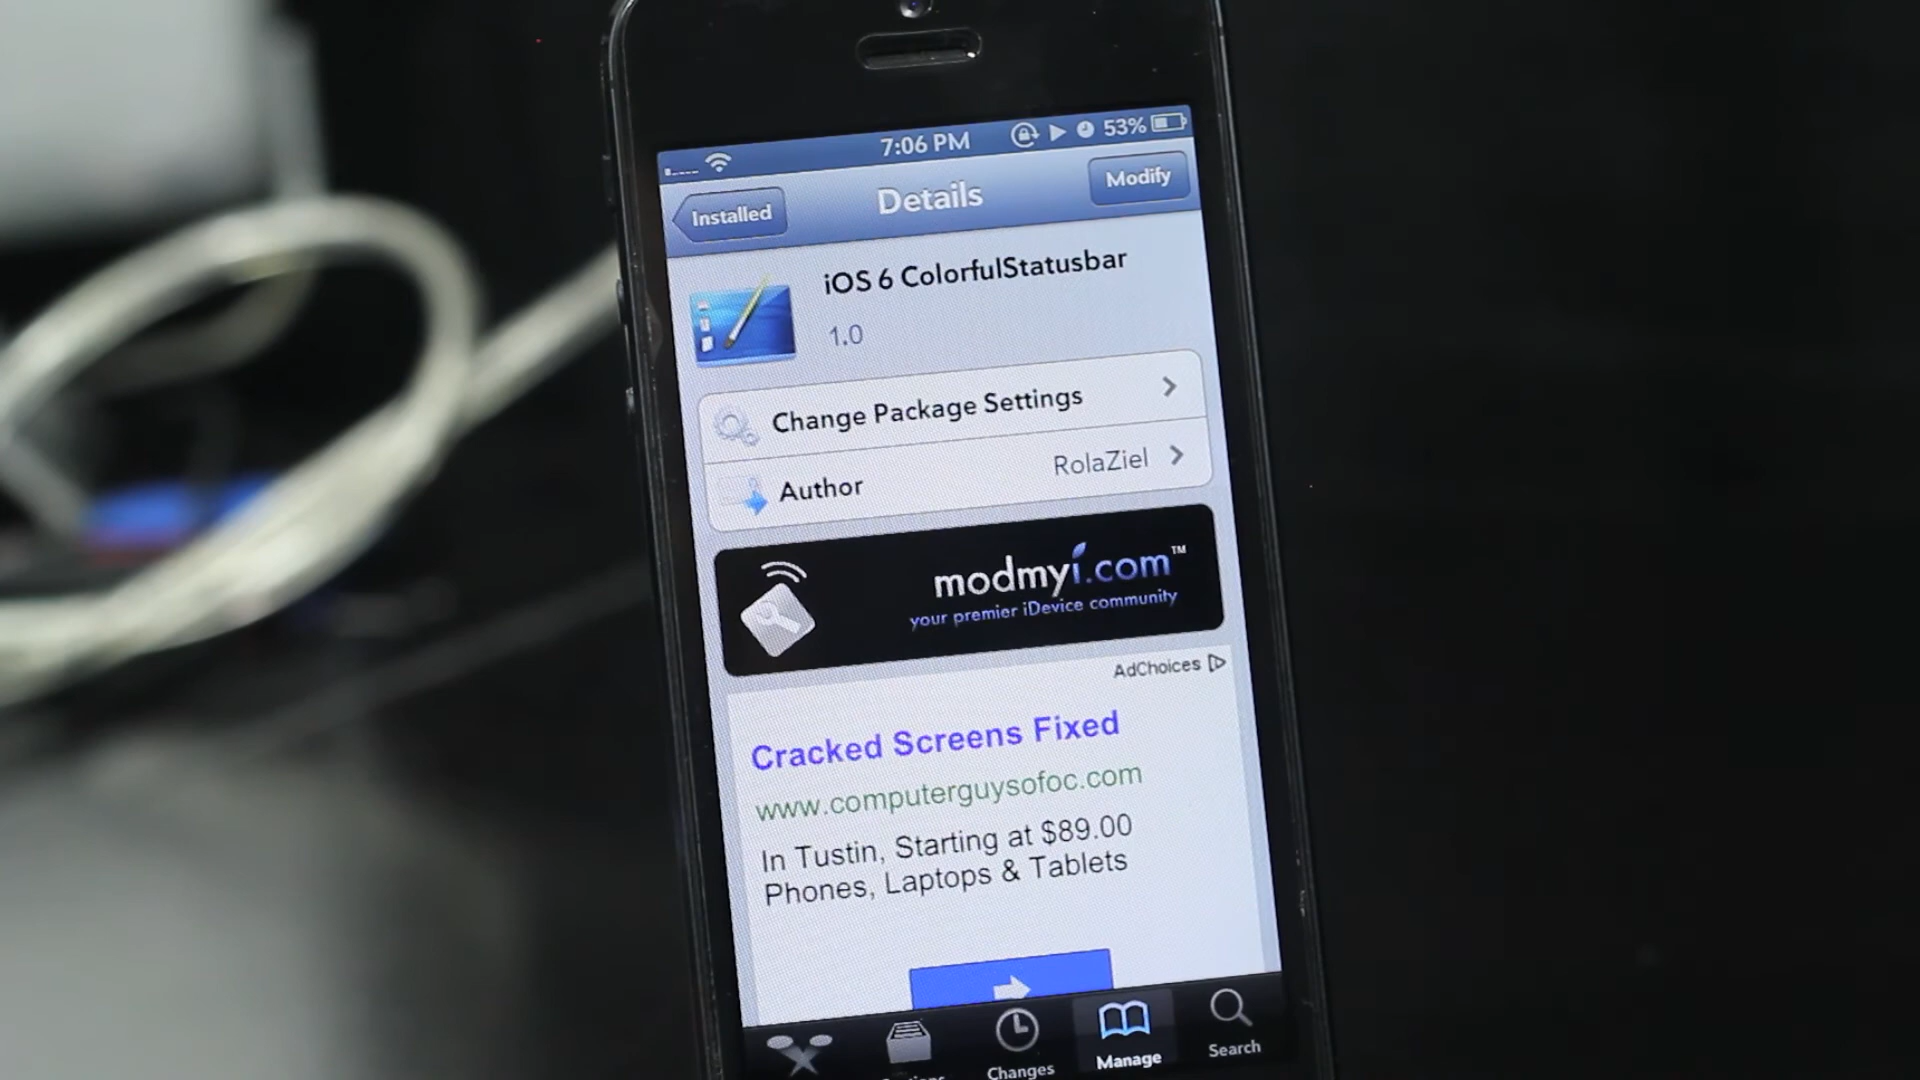 7:06 PM 53%
Installed Details Modify
iOS 6 ColorfulStatusbar
1.0
Change Package Settings
Author RolaZiel
modmyi.com™
your premier iDevice community
AdChoices
Cracked Screens Fixed
www.computerguysofoc.com
In Tustin, Starting at $89.00
Phones, Laptops & Tablets
Changes Manage Search